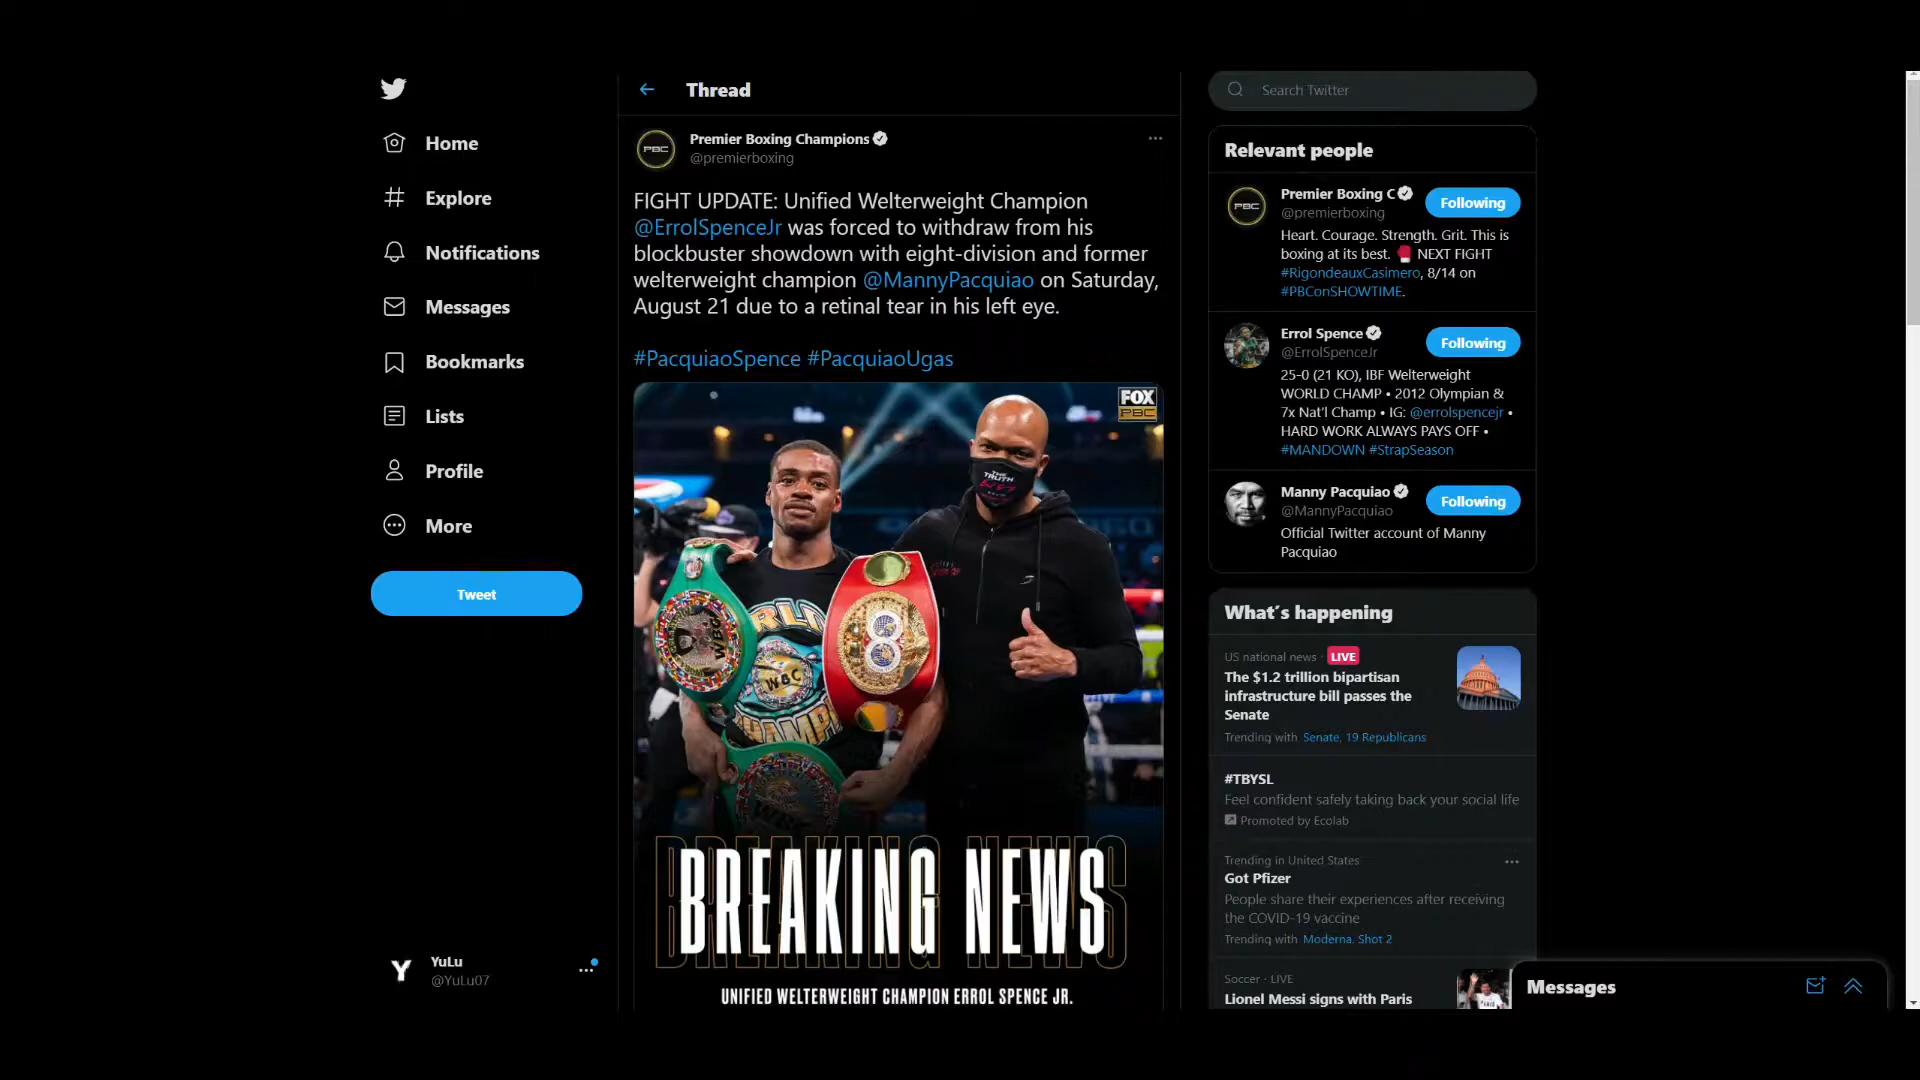 Home
Explore
Notifications
Messages
Bookmarks
Lists
Profile
More
Tweet
YuLu
@YuLu07
Thread
PBC
Premier Boxing Champions
@premierboxing
FIGHT UPDATE: Unified Welterweight Champion
@ErrolSpenceJr was forced to withdraw from his
blockbuster showdown with eight-division and former
welterweight champion @MannyPacquiao on Saturday,
August 21 due to a retinal tear in his left eye.
#PacquiaoSpence #PacquiaoUgas
FOX
PBC
THE
TRUTH
WBC
WORLD
WBC
CHAMP
BREAKING NEWS
UNIFIED WELTERWEIGHT CHAMPION ERROL SPENCE JR.
Search Twitter
Relevant people
PBC
Premier Boxing C
Following
@premierboxing
Heart. Courage. Strength. Grit. This is
boxing at its best. NEXT FIGHT
#RigondeauxCasimero, 8/14 on
#PBConSHOWTIME.
Errol Spence
Following
@ErrolSpenceJr
25-0 (21 KO), IBF Welterweight
WORLD CHAMP • 2012 Olympian &
7x Nat'l Champ • IG: @errolspencejr •
HARD WORK ALWAYS PAYS OFF •
#MANDOWN #StrapSeason
Manny Pacquiao
Following
@MannyPacquiao
Official Twitter account of Manny
Pacquiao
What's happening
US national news · LIVE
The $1.2 trillion bipartisan
infrastructure bill passes the
Senate
Trending with Senate, 19 Republicans
#TBYSL
Feel confident safely taking back your social life
Promoted by Ecolab
Trending in United States
Got Pfizer
People share their experiences after receiving
the COVID-19 vaccine
Trending with Moderna, Shot 2
Soccer · LIVE
Lionel Messi signs with Paris
Messages